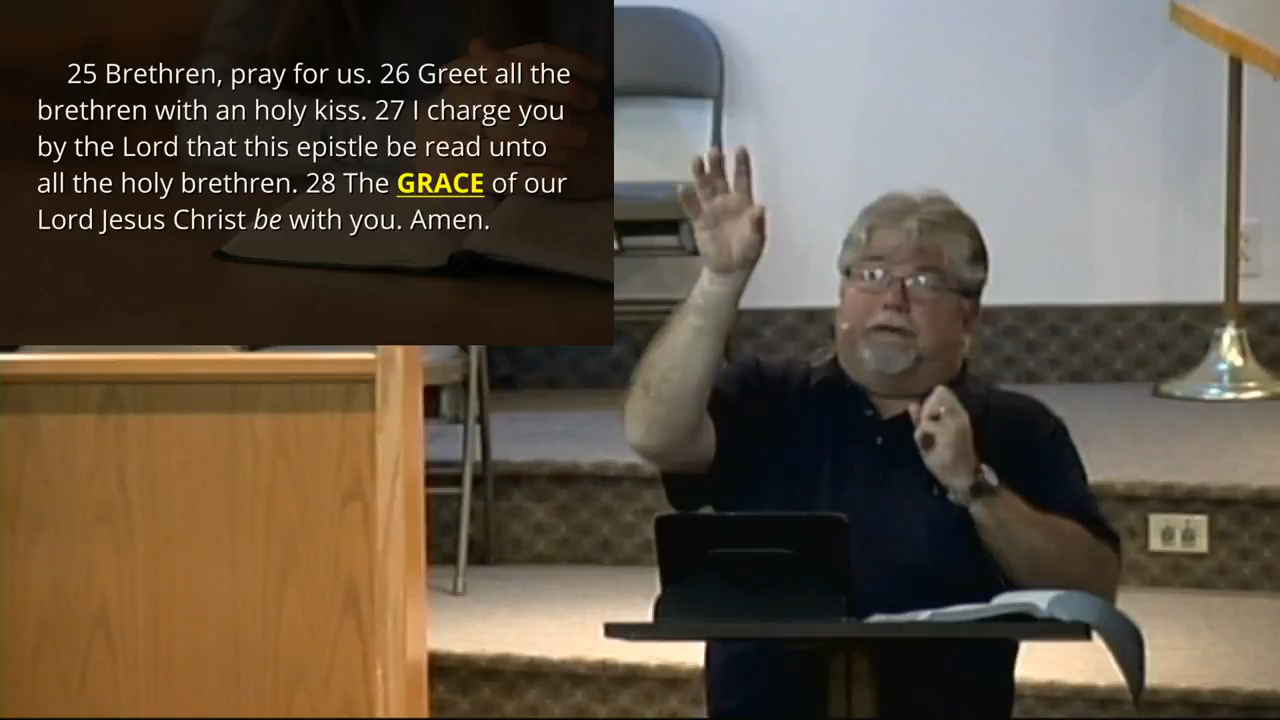 25 Brethren, pray for us. 26 Greet all the
brethren with an holy kiss. 27 I charge you
by the Lord that this epistle be read unto
all the holy brethren. 28 The GRACE of our
Lord Jesus Christ be with you. Amen.